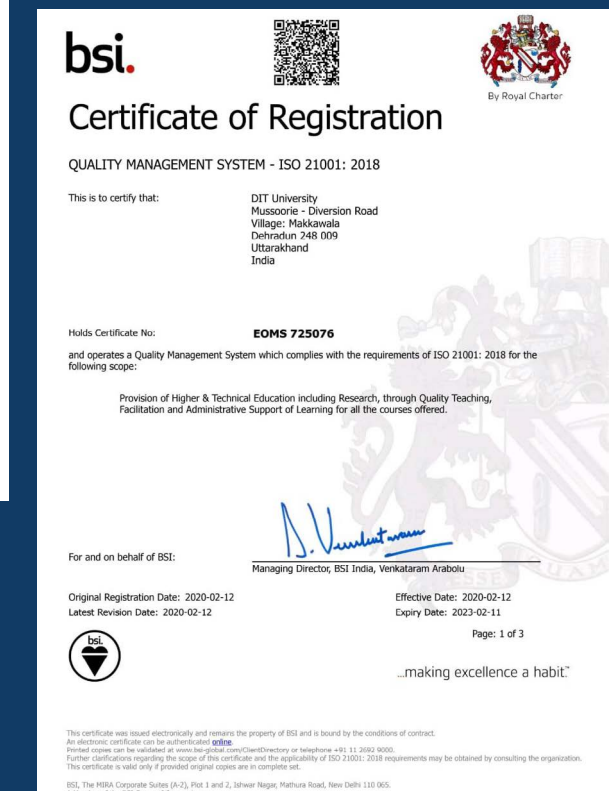 bsi.
By Royal Charter
Certificate of Registration
QUALITY MANAGEMENT SYSTEM - ISO 21001: 2018
This is to certify that:
DIT University
Mussoorie - Diversion Road
Village: Makkawala
Dehradun 248 009
Uttarakhand
India
Holds Certificate No:
EOMS 725076
and operates a Quality Management System which complies with the requirements of ISO 21001: 2018 for the
following scope:
Provision of Higher & Technical Education including Research, through Quality Teaching,
Facilitation and Administrative Support of Learning for all the courses offered.
For and on behalf of BSI:
Managing Director, BSI India, Venkataram Arabolu
Original Registration Date: 2020-02-12
Effective Date: 2020-02-12
Latest Revision Date: 2020-02-12
Expiry Date: 2023-02-11
Page: 1 of 3
bsi.
...making excellence a habit.™
This certificate was issued electronically and remains the property of BSI and is bound by the conditions of contract.
An electronic certificate can be authenticated online.
Printed copies can be validated at www.bsi-global.com/ClientDirectory or telephone +91 11 2692 9000.
Further clarifications regarding the scope of this certificate and the applicability of ISO 21001: 2018 requirements may be obtained by consulting the organization.
This certificate is valid only if provided original copies are in complete set.
BSI, The MIRA Corporate Suites (A-2), Plot 1 and 2, Ishwar Nagar, Mathura Road, New Delhi 110 065.